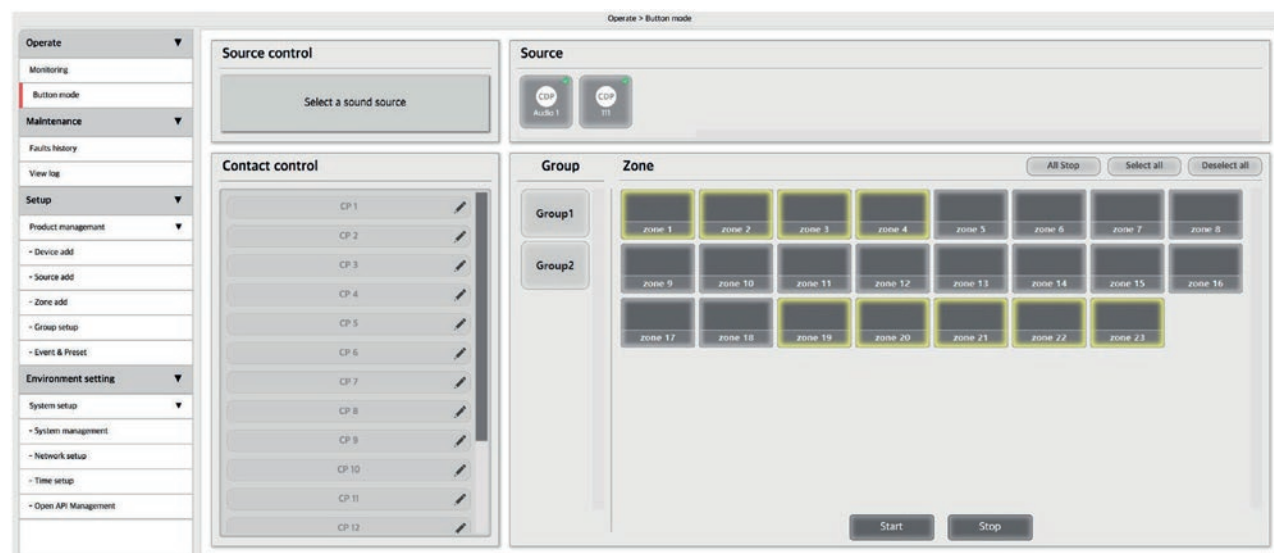 Operate > Button mode
Operate
Monitoring
Button mode
Maintenance
Faults history
View log
Setup
Product managemant
- Device add
- Source add
- Zone add
- Group setup
- Event & Preset
Environment setting
System setup
- System management
- Network setup
- Time setup
- Open API Management
Source control
Select a sound source
Source
CDP
Audio 1
CDP
111
Contact control
CP 1
CP 2
CP 3
CP 4
CP 5
CP 6
CP 7
CP 8
CP 9
CP 10
CP 11
CP 12
Group
Group1
Group2
Zone
All Stop
Select all
Deselect all
zone 1 zone 2 zone 3 zone 4 zone 5 zone 6 zone 7 zone 8
zone 9 zone 10 zone 11 zone 12 zone 13 zone 14 zone 15 zone 16
zone 17 zone 18 zone 19 zone 20 zone 21 zone 22 zone 23
Start
Stop